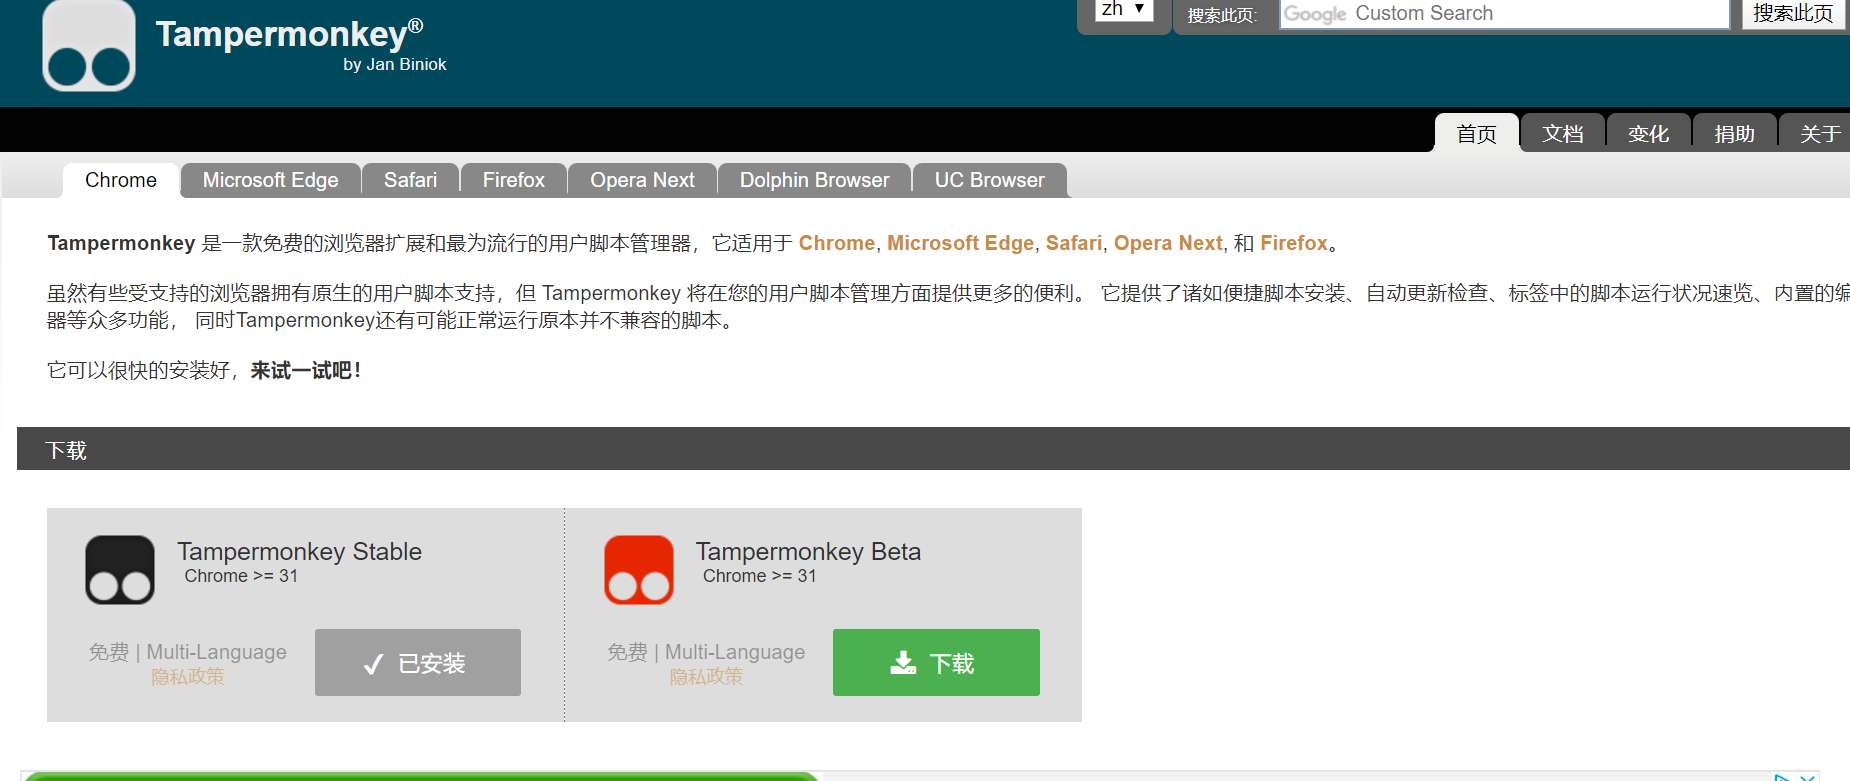 Tampermonkey®
by Jan Biniok
zh ▼
搜索此页:
Google Custom Search
搜索此页
首页 文档 变化 捐助 关于
Chrome Microsoft Edge Safari Firefox Opera Next Dolphin Browser UC Browser
Tampermonkey 是一款免费的浏览器扩展和最为流行的用户脚本管理器，它适用于 Chrome, Microsoft Edge, Safari, Opera Next, 和 Firefox。
虽然有些受支持的浏览器拥有原生的用户脚本支持，但 Tampermonkey 将在您的用户脚本管理方面提供更多的便利。 它提供了诸如便捷脚本安装、自动更新检查、标签中的脚本运行状况速览、内置的编
器等众多功能， 同时Tampermonkey还有可能正常运行原本并不兼容的脚本。
它可以很快的安装好，来试一试吧！
下载
Tampermonkey Stable
Chrome >= 31
免费 | Multi-Language
隐私政策
✓ 已安装
Tampermonkey Beta
Chrome >= 31
免费 | Multi-Language
隐私政策
下载